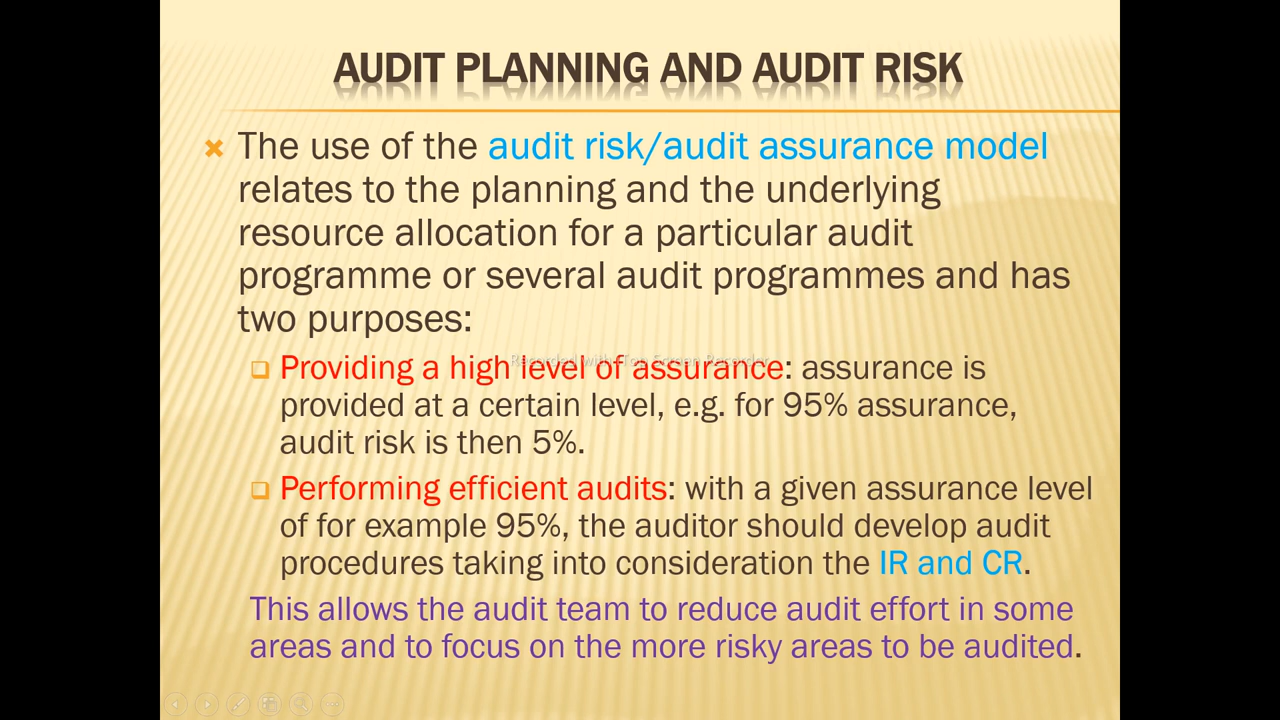 AUDIT PLANNING AND AUDIT RISK
The use of the audit risk/audit assurance model
relates to the planning and the underlying
resource allocation for a particular audit
programme or several audit programmes and has
two purposes:
Recorded with Top Screen Recorder
Providing a high level of assurance: assurance is
provided at a certain level, e.g. for 95% assurance,
audit risk is then 5%.
Performing efficient audits: with a given assurance level
of for example 95%, the auditor should develop audit
procedures taking into consideration the IR and CR.
This allows the audit team to reduce audit effort in some
areas and to focus on the more risky areas to be audited.